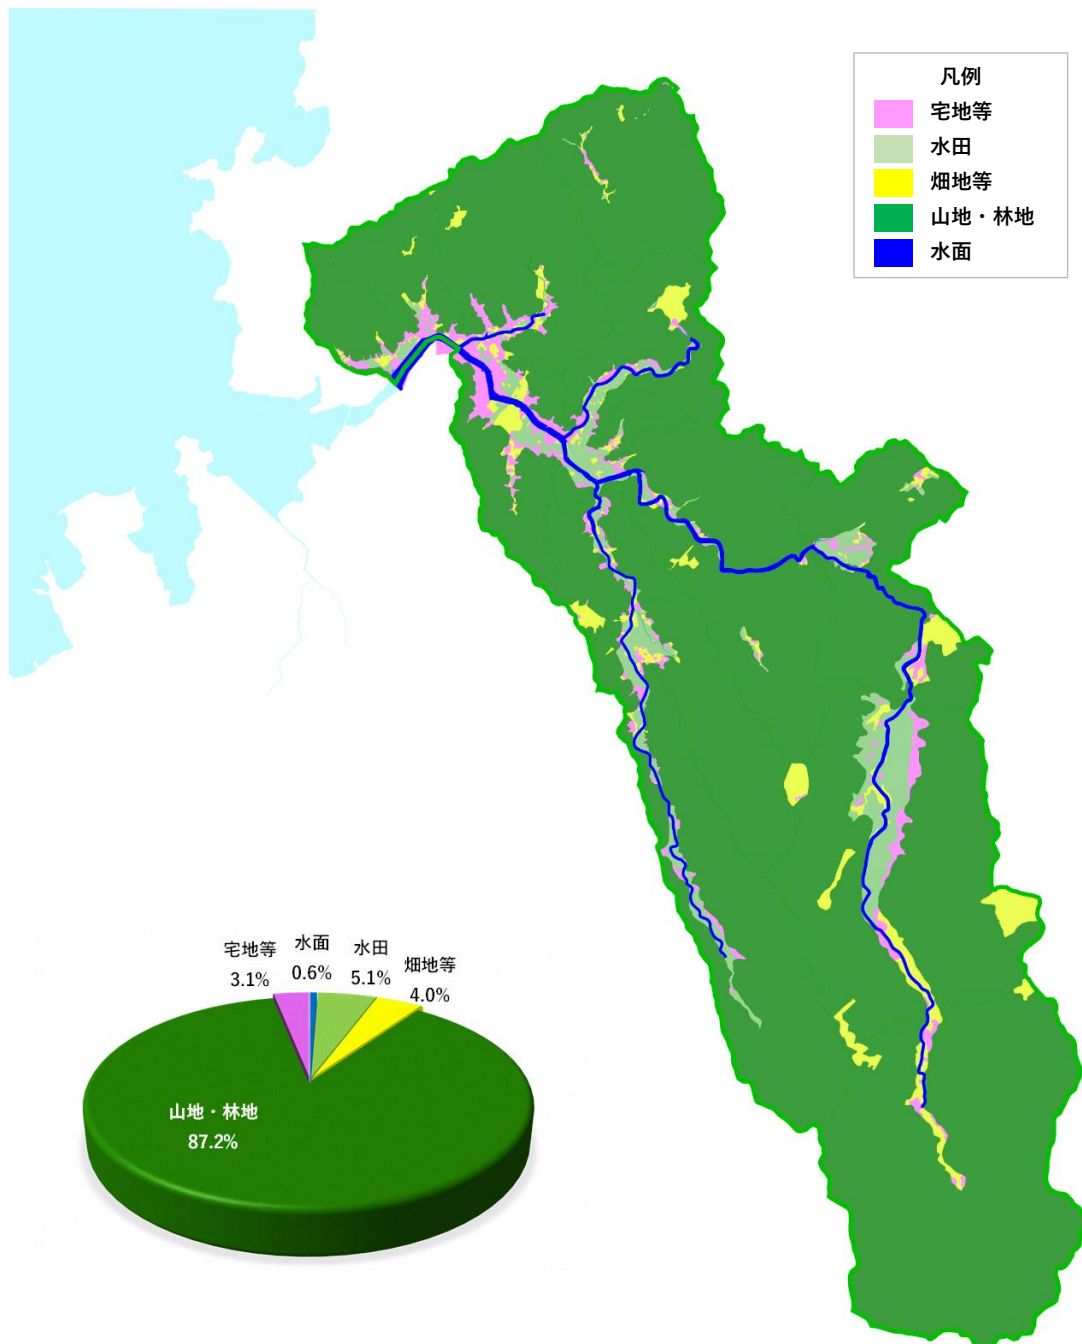 凡例
宅地等
水田
畑地等
山地・林地
水面
宅地等
3.1%
水面
0.6%
水田
5.1%
畑地等
4.0%
山地・林地
87.2%